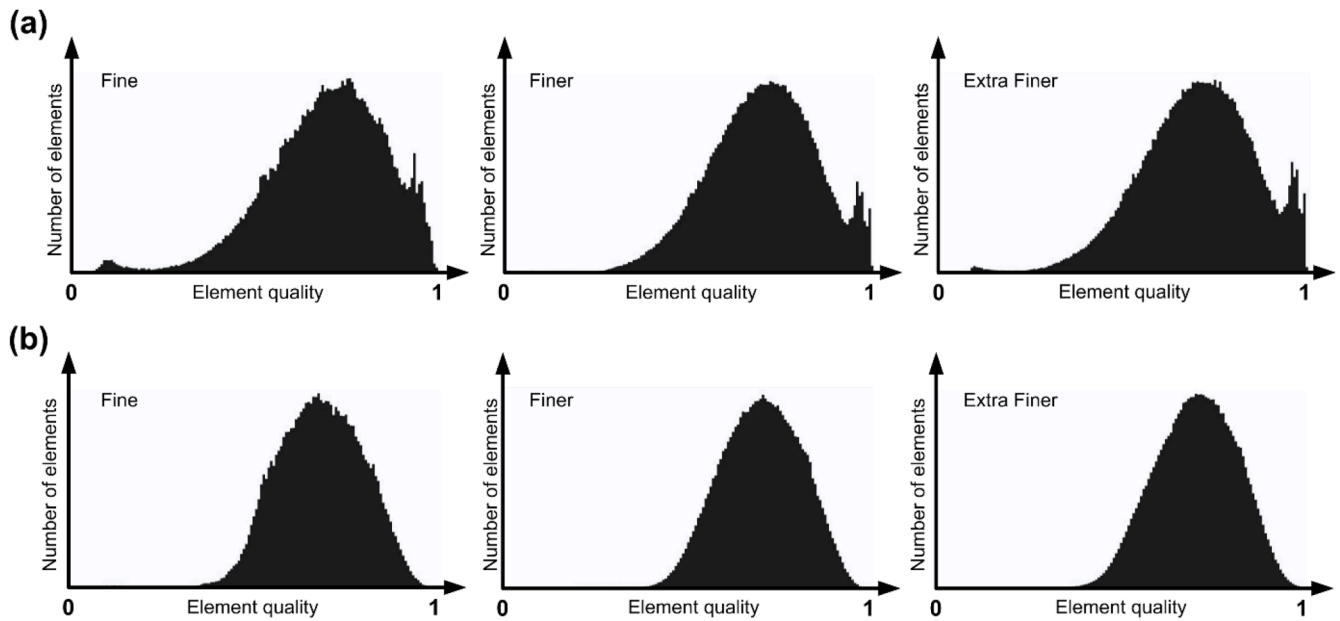 (a)
Fine
Number of elements
0
Element quality
1
Finer
Number of elements
0
Element quality
1
Extra Finer
Number of elements
0
Element quality
1
(b)
Fine
Number of elements
0
Element quality
1
Finer
Number of elements
0
Element quality
1
Extra Finer
Number of elements
0
Element quality
1